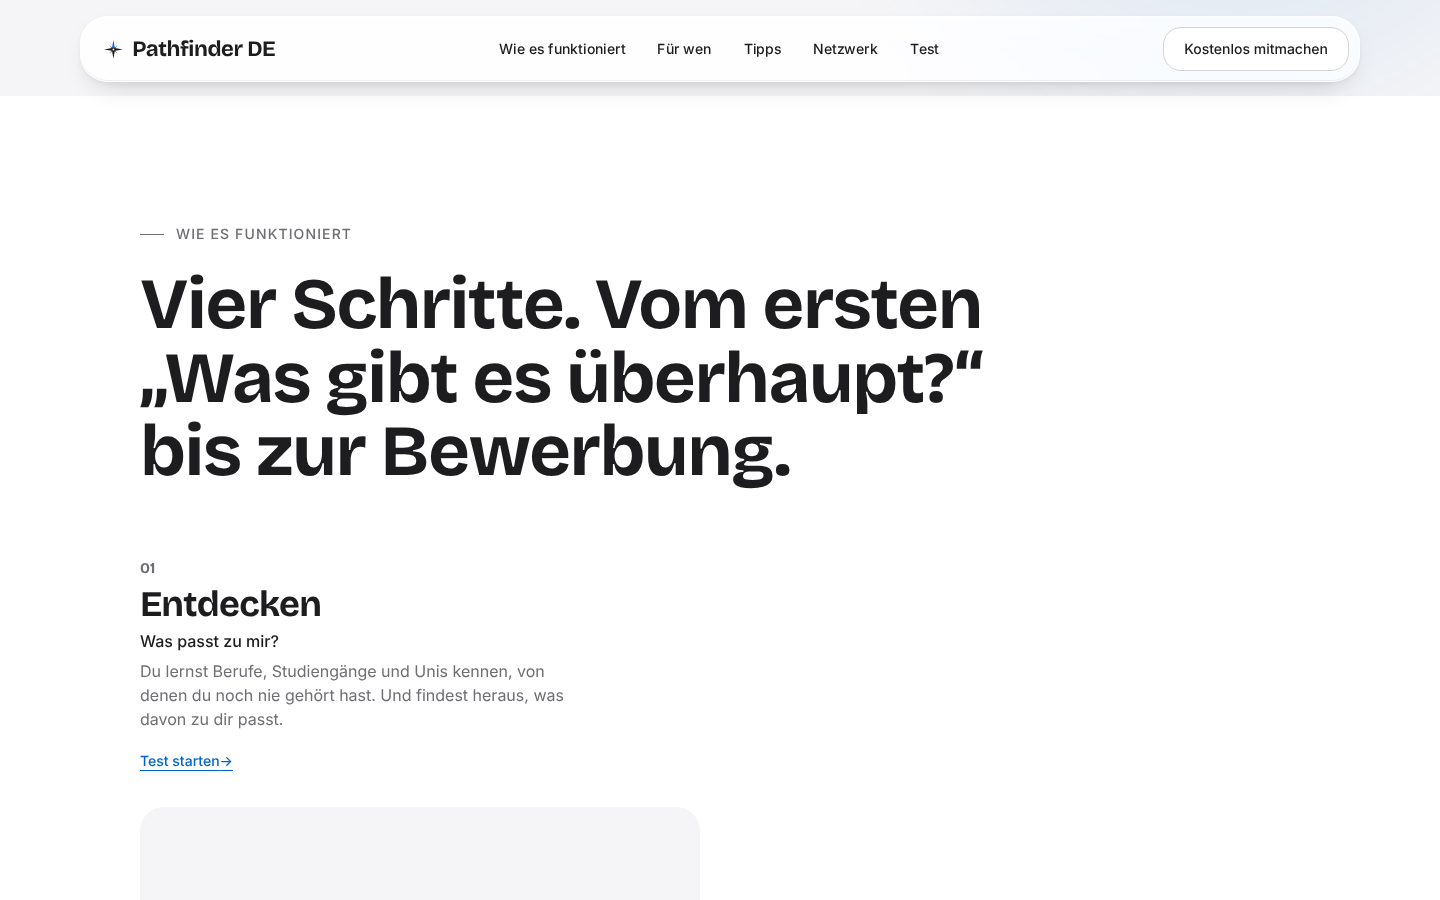 Pathfinder DE
Wie es funktioniert
Für wen
Tipps
Netzwerk
Test
Kostenlos mitmachen
WIE ES FUNKTIONIERT
Vier Schritte. Vom ersten
„Was gibt es überhaupt?“
bis zur Bewerbung.
01
Entdecken
Was passt zu mir?
Du lernst Berufe, Studiengänge und Unis kennen, von
denen du noch nie gehört hast. Und findest heraus, was
davon zu dir passt.
Test starten→